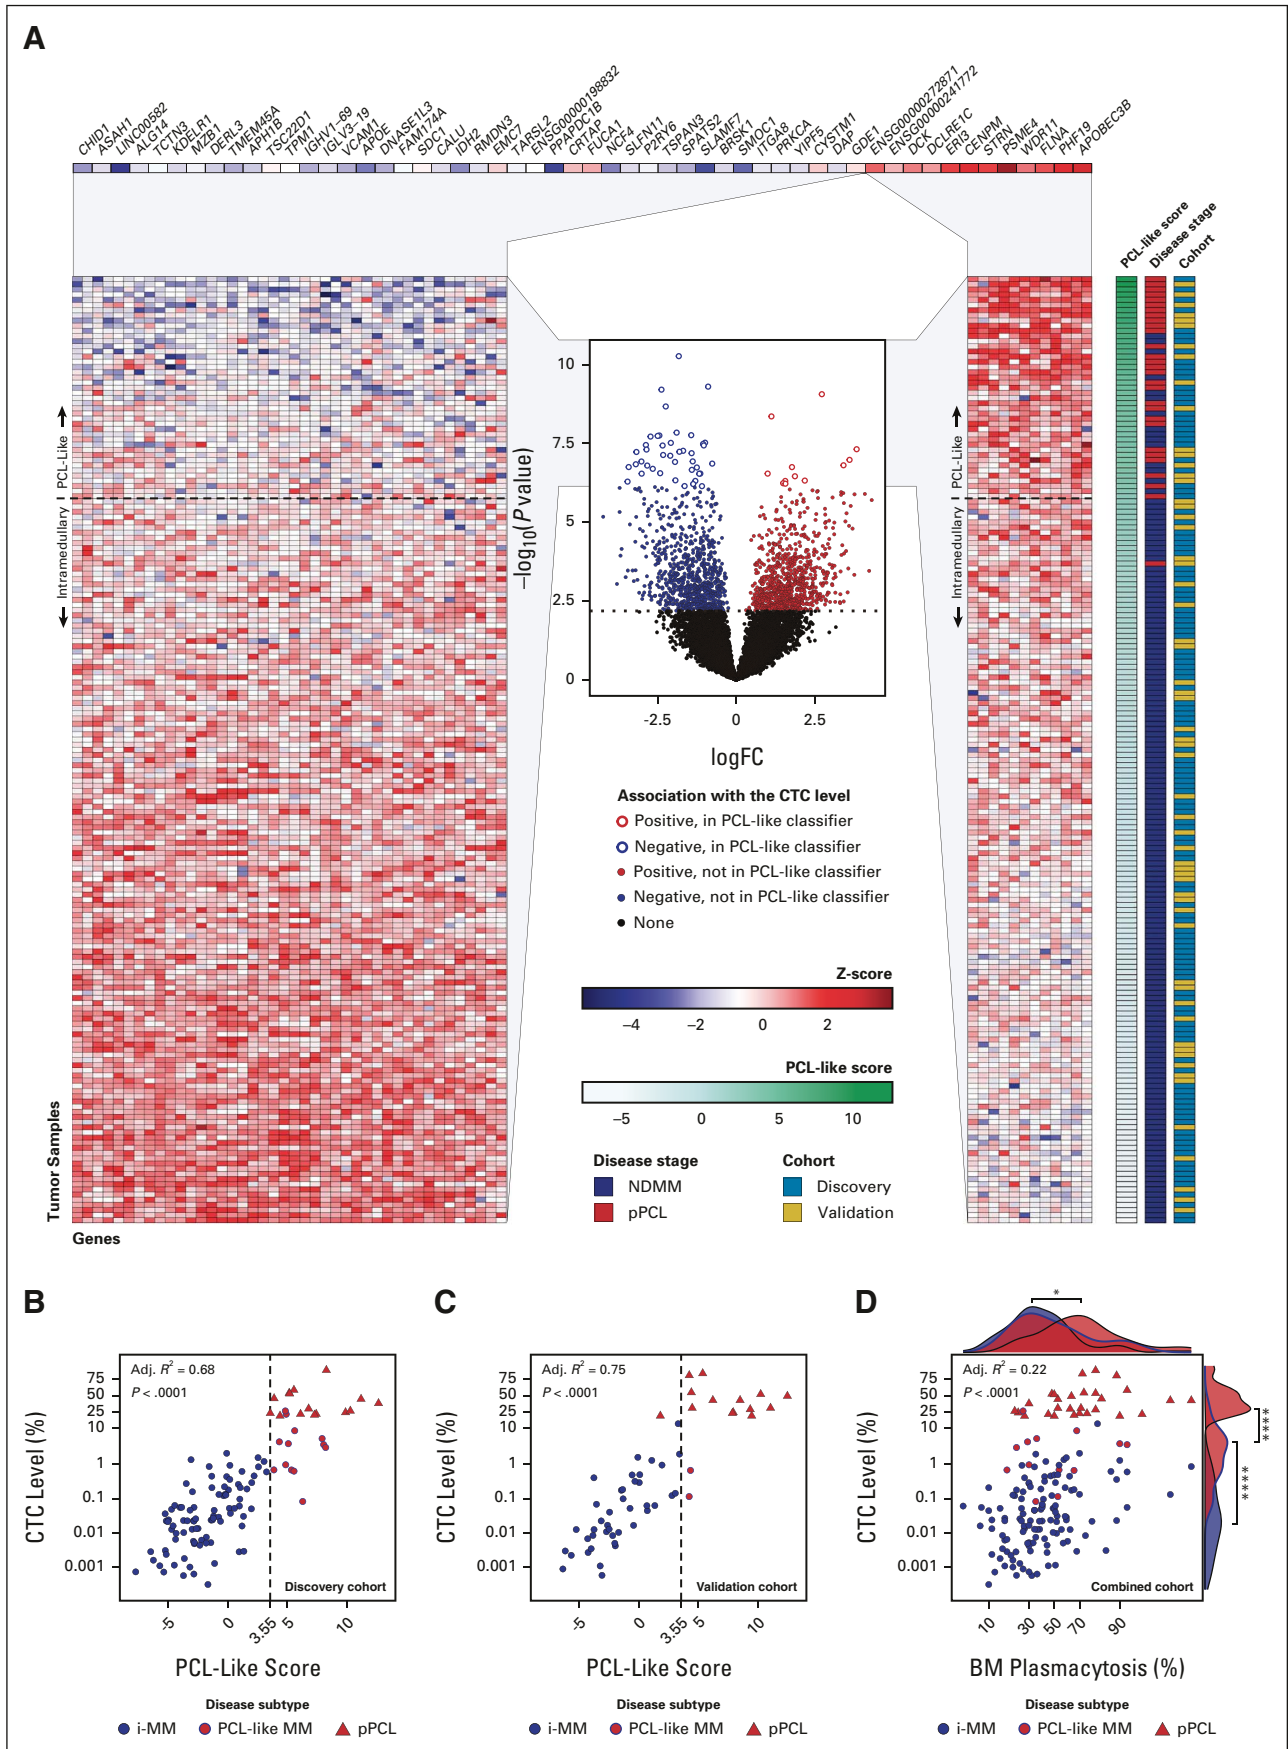 A
CHID1
ASAH1
LINC00582
ALG14
TCTN3
KDELR1
MZB1
DERL3
TMEM45A
APH1B
TSC22D1
TPM1
IGHV1–69
IGLV3–19
VCAM1
APOE
DNASE1L3
FAM174A
SDC1
CALU
IDH2
RMDN3
EMC7
TARSL2
ENSG00000198832
PPAPDC1B
CRTAP
FUCA1
NCF4
SLFN11
P2RY6
TSPAN3
SPATS2
SLAMF7
BRSK1
SMOC1
ITGA8
PRKCA
YIPF5
CYSTM1
DAP
GDE1
ENSG00000272871
ENSG00000241772
DCK
DCLRE1C
ERI3
CENPM
STRN
PSME4
WDR11
FLNA
PHF19
APOBEC3B
PCL-like score
Disease stage
Cohort
PCL-Like
Intramedullary
Tumor Samples
Genes
–log10(P value)
10
7.5
5
2.5
0
-2.5
0
2.5
logFC
PCL-Like
Intramedullary
Association with the CTC level
Positive, in PCL-like classifier
Negative, in PCL-like classifier
Positive, not in PCL-like classifier
Negative, not in PCL-like classifier
None
Z-score
–4 –2 0 2
PCL-like score
–5 0 5 10
Disease stage
NDMM
pPCL
Cohort
Discovery
Validation
B
CTC Level (%)
75
50
25
10
1
0.1
0.01
0.001
Adj. R2 = 0.68
P < .0001
Discovery cohort
-5 0 3.55 5 10
PCL-Like Score
Disease subtype
i-MM PCL-like MM pPCL
C
CTC Level (%)
75
50
25
10
1
0.1
0.01
0.001
Adj. R2 = 0.75
P < .0001
Validation cohort
-5 0 3.55 5 10
PCL-Like Score
Disease subtype
i-MM PCL-like MM pPCL
D
*
CTC Level (%)
75
50
25
10
1
0.1
0.01
0.001
Adj. R2 = 0.22
P < .0001
Combined cohort
****
****
10 30 50 70 90
BM Plasmacytosis (%)
Disease subtype
i-MM PCL-like MM pPCL